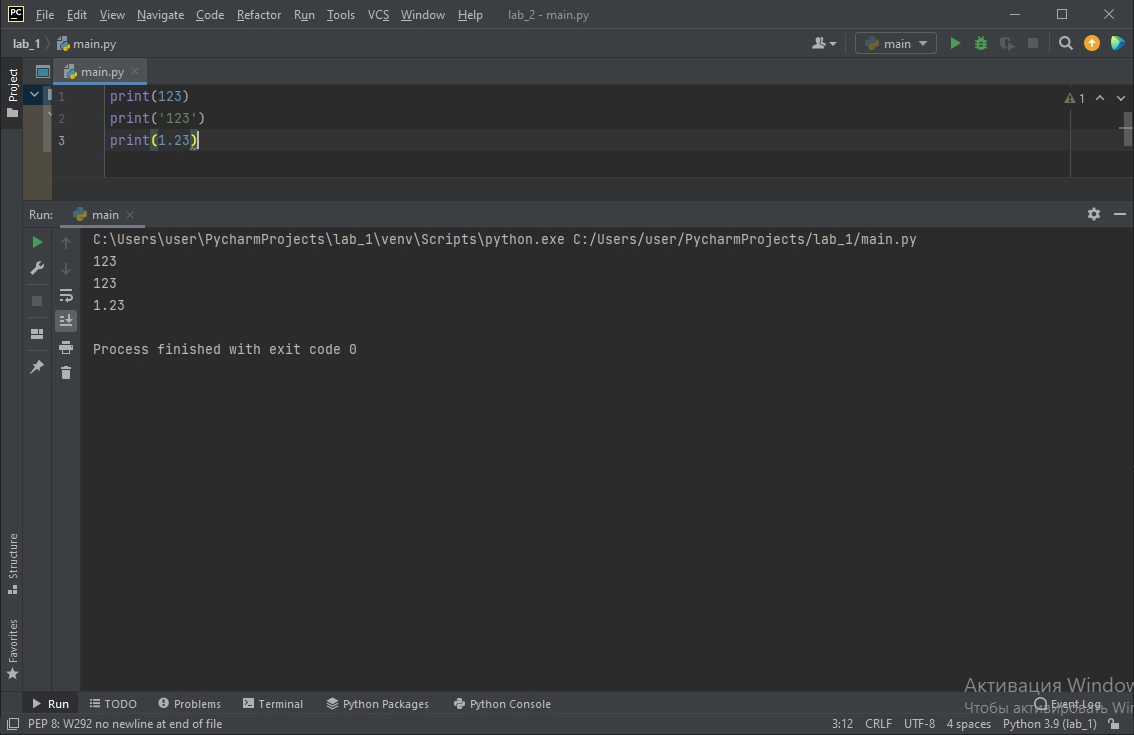 PC File Edit View Navigate Code Refactor Run Tools VCS Window Help lab_2 - main.py
lab_1 main.py main
Project
main.py
1 print(123) 1
2 print('123')
3 print(1.23)
Run: main
C:\Users\user\PycharmProjects\lab_1\venv\Scripts\python.exe C:/Users/user/PycharmProjects/lab_1/main.py
123
123
1.23
Process finished with exit code 0
Structure
Favorites
Активация Window
Чтобы активировать Win
Run TODO Problems Terminal Python Packages Python Console Event Log
PEP 8: W292 no newline at end of file 3:12 CRLF UTF-8 4 spaces Python 3.9 (lab_1)